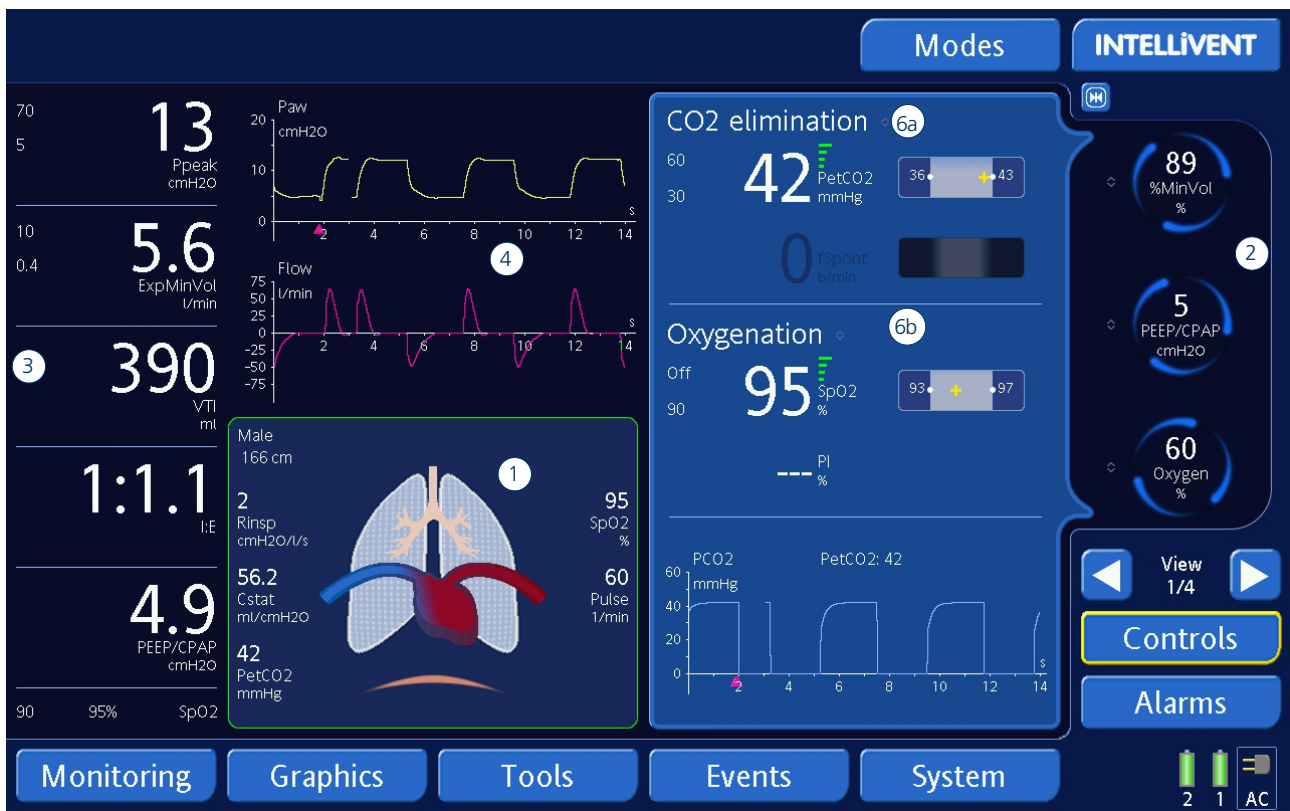 Modes
INTELLiVENT
70
5
13
Ppeak
cmH2O
10
0.4
5.6
ExpMinVol
l/min
3
390
VTI
ml
1:1.1
I:E
4.9
PEEP/CPAP
cmH2O
90 95% SpO2
Paw
cmH2O
20
10
0
2 4 6 8 10 12 14
s
4
Flow
l/min
75
50
25
0
-25
-50
-75
2 4 6 8 10 12 14
s
Male
166 cm
1
2
Rinsp
cmH2O/l/s
56.2
Cstat
ml/cmH2O
42
PetCO2
mmHg
95
SpO2
%
60
Pulse
1/min
CO2 elimination
6a
60
30
42
PetCO2
mmHg
36 43
0
fSpont
b/min
Oxygenation
6b
Off
90
95
SpO2
%
93 97
---
PI
%
PCO2
mmHg
PetCO2: 42
60
40
20
0
2 4 6 8 10 12 14
s
89
%MinVol
%
2
5
PEEP/CPAP
cmH2O
60
Oxygen
%
View
1/4
Controls
Alarms
Monitoring
Graphics
Tools
Events
System
2 1 AC